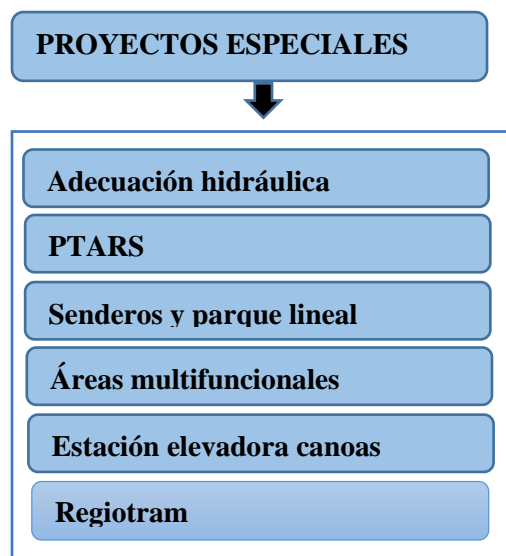 PROYECTOS ESPECIALES
Adecuación hidráulica
PTARS
Senderos y parque lineal
Áreas multifuncionales
Estación elevadora canoas
Regiotram